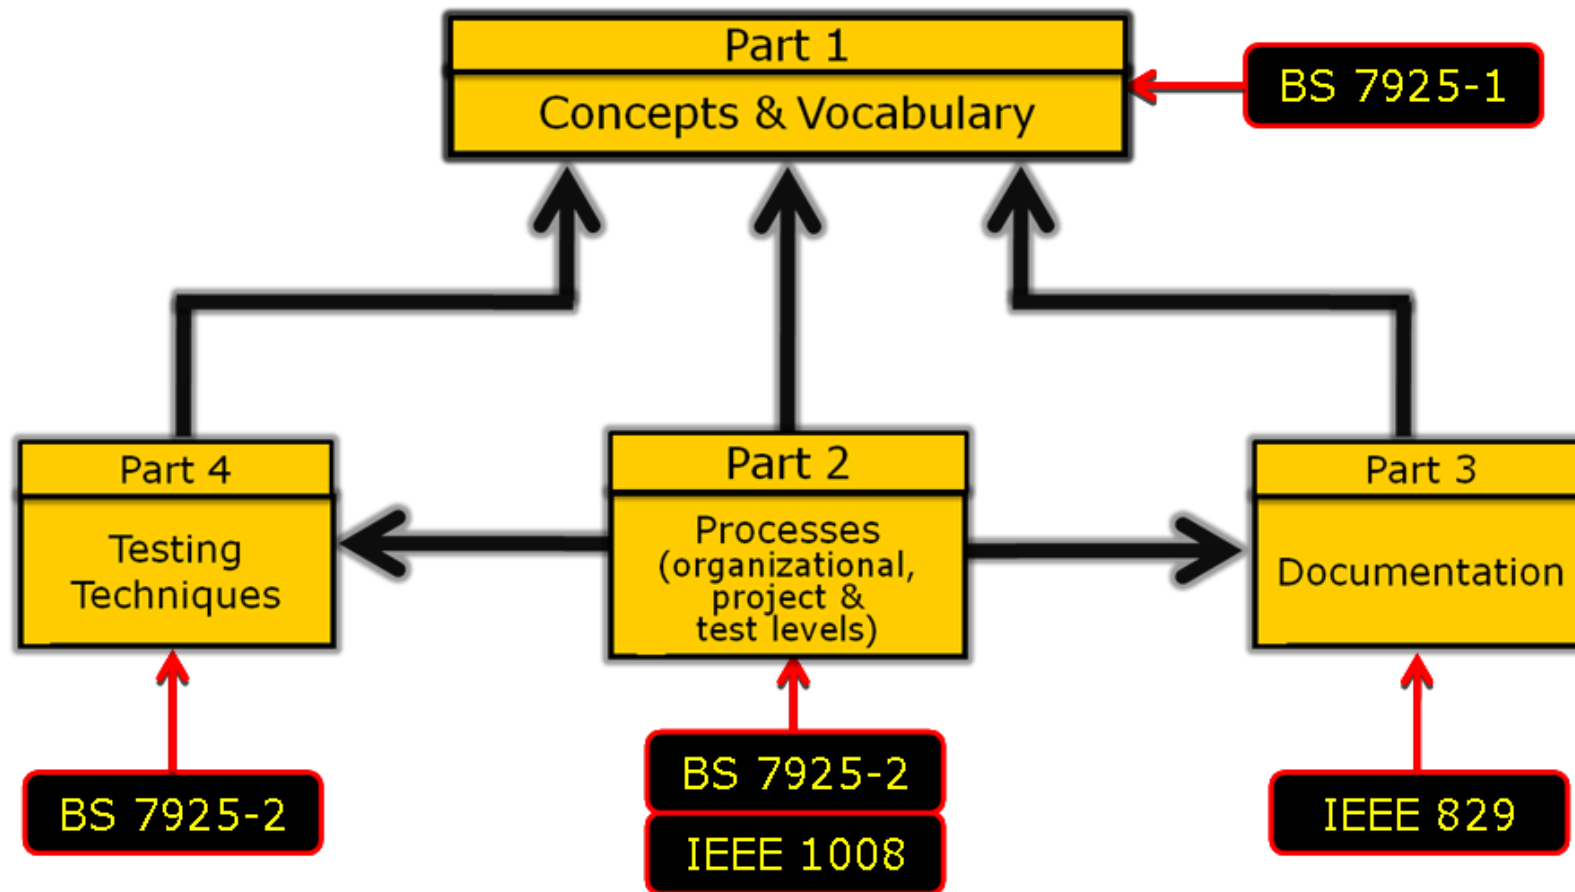 Part 1
Concepts & Vocabulary
BS 7925-1
Part 4
Testing
Techniques
Part 2
Processes
(organizational,
project &
test levels)
Part 3
Documentation
BS 7925-2
BS 7925-2
IEEE 1008
IEEE 829